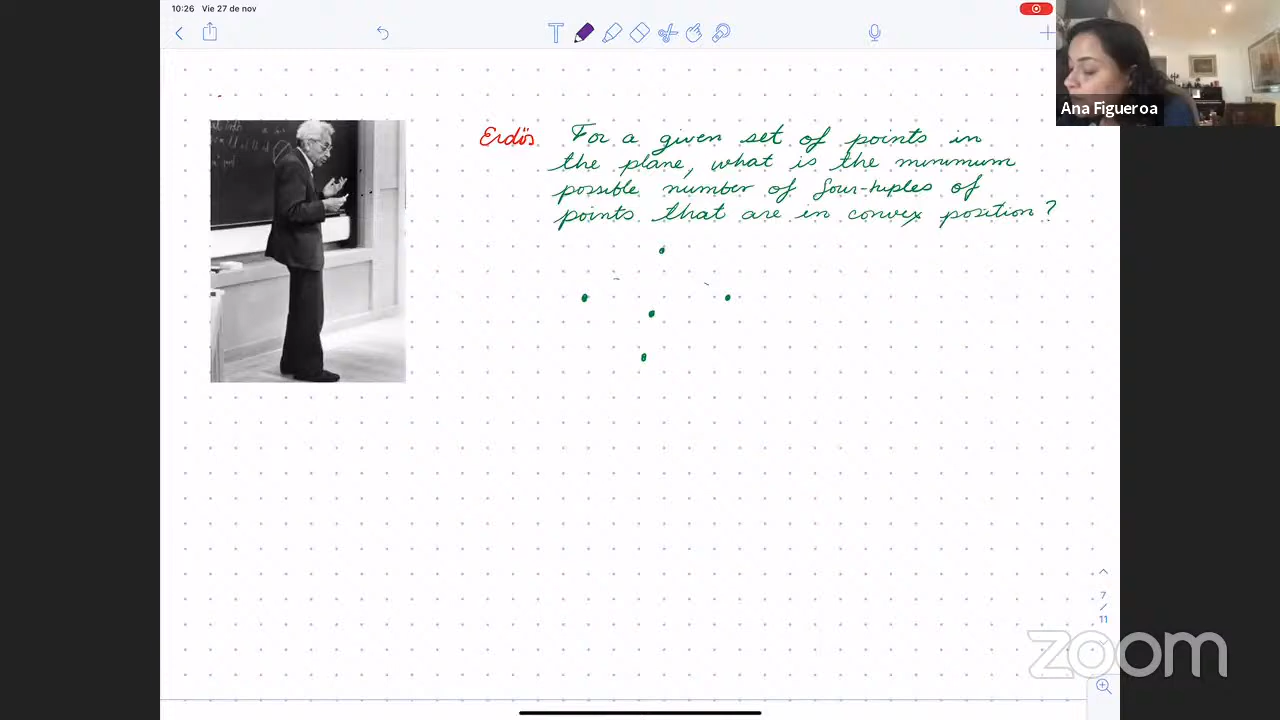 10:26 Vie 27 de nov
Ana Figueroa
Erdös For a given set of points in
the plane, what is the minimum
possible number of four-tuples of
points that are in convex position?
7
/
11
zoom